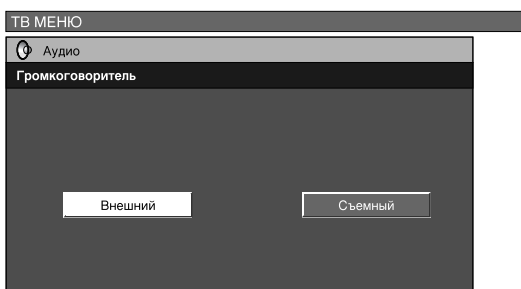 ТВ МЕНЮ
Аудио
Громкоговоритель
Внешний
Съемный